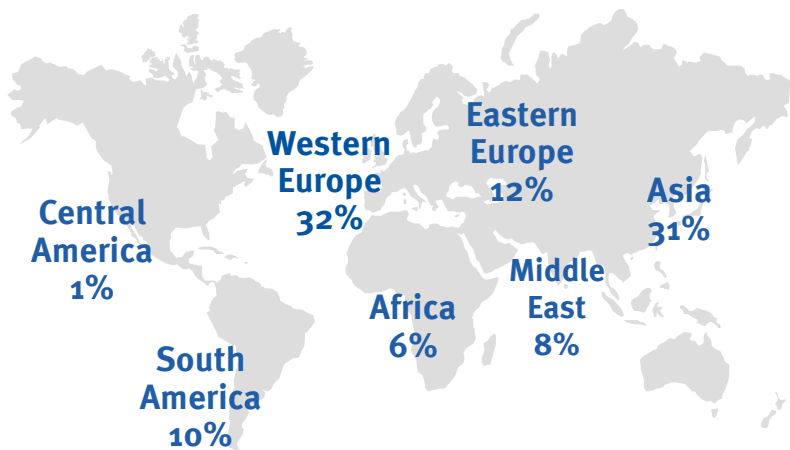 Western
Europe
32%
Eastern
Europe
12%
Asia
31%
Central
America
1%
Middle
East
8%
Africa
6%
South
America
10%